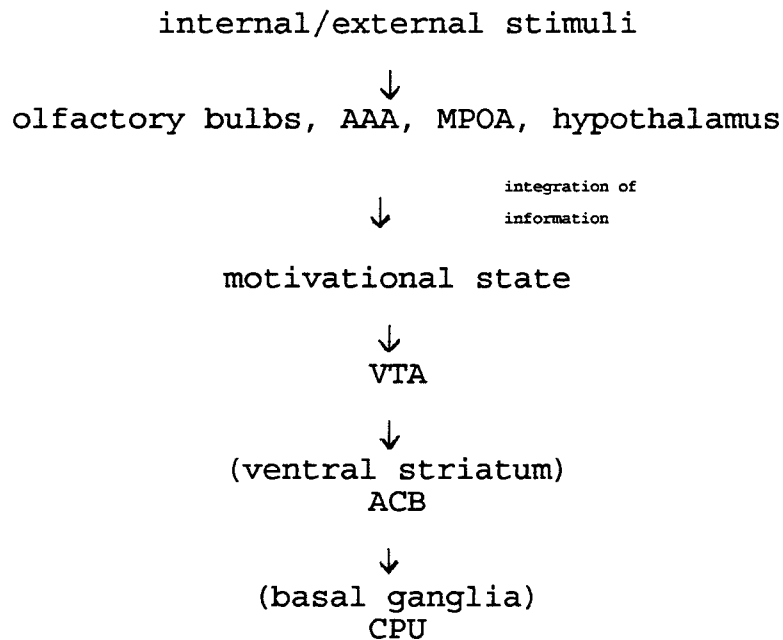 internal/external stimuli
↓
olfactory bulbs, AAA, MPOA, hypothalamus
integration of
↓
information
motivational state
↓
VTA
↓
(ventral striatum)
ACB
↓
(basal ganglia)
CPU